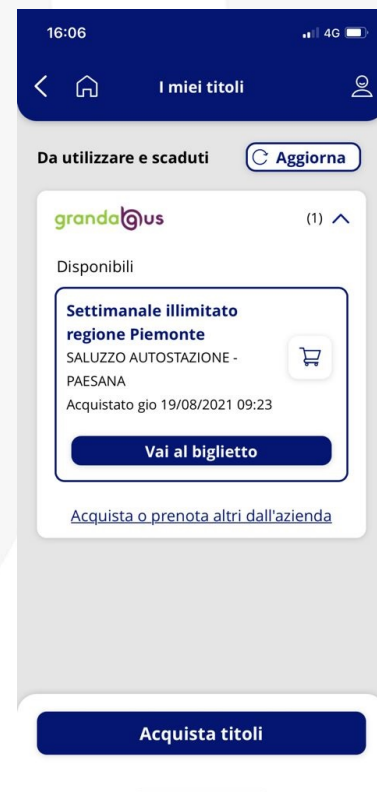 16:06
4G
I miei titoli
Da utilizzare e scaduti
Aggiorna
grandabus
(1)
Disponibili
Settimanale illimitato
regione Piemonte
SALUZZO AUTOSTAZIONE -
PAESANA
Acquistato gio 19/08/2021 09:23
Vai al biglietto
Acquista o prenota altri dall'azienda
Acquista titoli